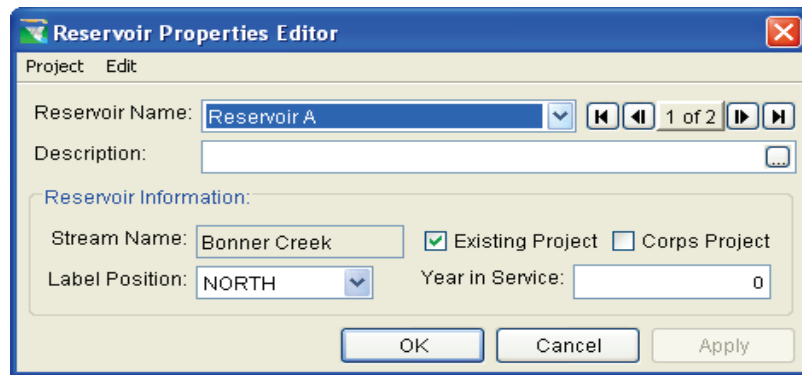 Reservoir Properties Editor
Project Edit
Reservoir Name: Reservoir A 1 of 2
Description: ...
Reservoir Information:
Stream Name: Bonner Creek Existing Project Corps Project
Label Position: NORTH Year in Service: 0
OK Cancel Apply